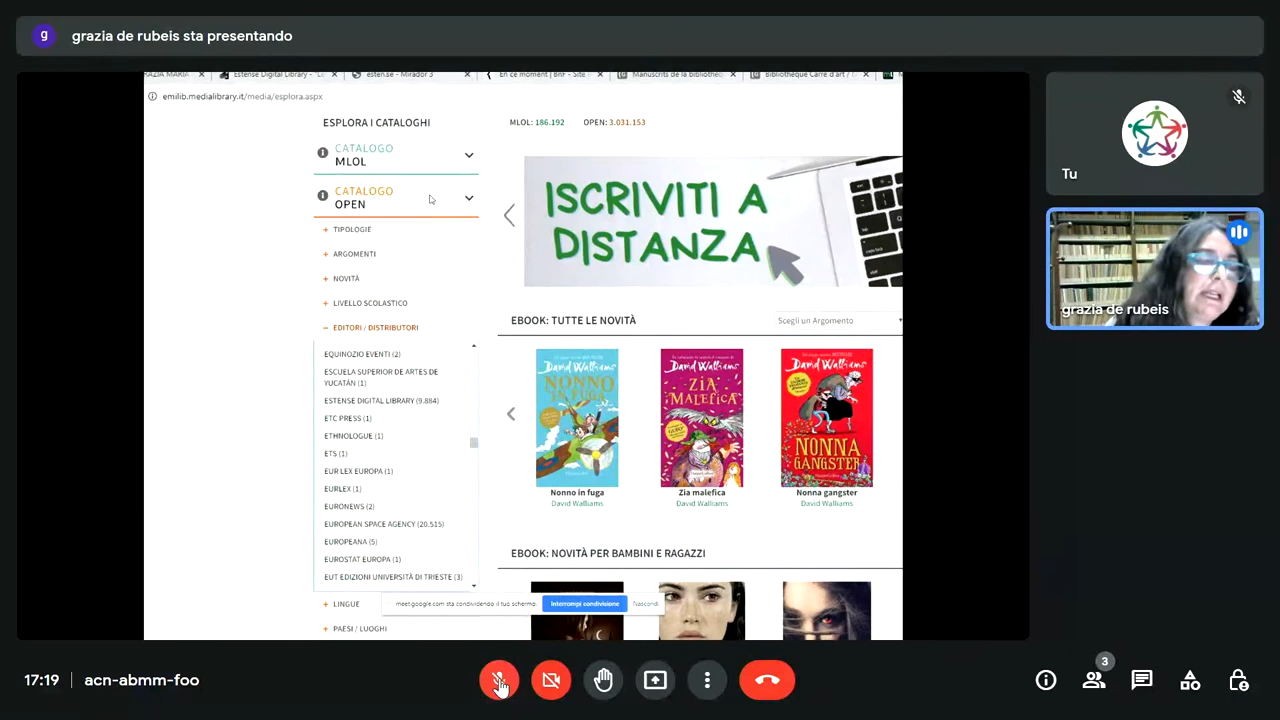 g grazia de rubeis sta presentando
Estense Digital Library - "Le
esten.se - Mirador 3
En ce moment | BnF - Site
Manuscrits de la bibliothè
Bibliothèque Carré d'art /
emilib.medialibrary.it/media/esplora.aspx
ESPLORA I CATALOGHI
MLOL: 186.192 OPEN: 3.031.153
CATALOGO
MLOL
CATALOGO
OPEN
TIPOLOGIE
ARGOMENTI
NOVITÀ
LIVELLO SCOLASTICO
EDITORI / DISTRIBUTORI
EQUINOZIO EVENTI (2)
ESCUELA SUPERIOR DE ARTES DE
YUCATÁN (1)
ESTENSE DIGITAL LIBRARY (9.884)
ETC PRESS (1)
ETHNOLOGUE (1)
ETS (1)
EUR LEX EUROPA (1)
EURLEX (1)
EURONEWS (2)
EUROPEAN SPACE AGENCY (20.515)
EUROPEANA (5)
EUROSTAT EUROPA (1)
EUT EDIZIONI UNIVERSITÀ DI TRIESTE (3)
LINGUE
PAESI / LUOGHI
ISCRIVITI A
DISTANZA
EBOOK: TUTTE LE NOVITÀ
Scegli un Argomento
David Walliams
NONNO
IN FUGA
David Walliams
ZIA
MALEFICA
David Walliams
NONNA
GANGSTER
Nonno in fuga
David Walliams
Zia malefica
David Walliams
Nonna gangster
David Walliams
EBOOK: NOVITÀ PER BAMBINI E RAGAZZI
meet.google.com sta condividendo il tuo schermo.
Interrompi condivisione
Nascondi
Tu
grazia de rubeis
17:19 | acn-abmm-foo
3